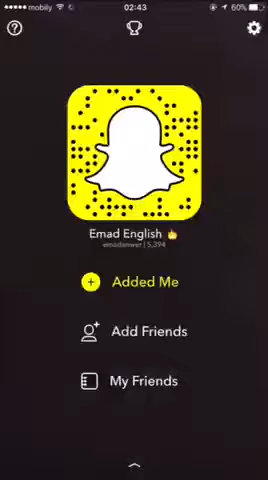 mobily 02:43 60%
?
Emad English 🔥
emadanwer | 5,394
Added Me
Add Friends
My Friends